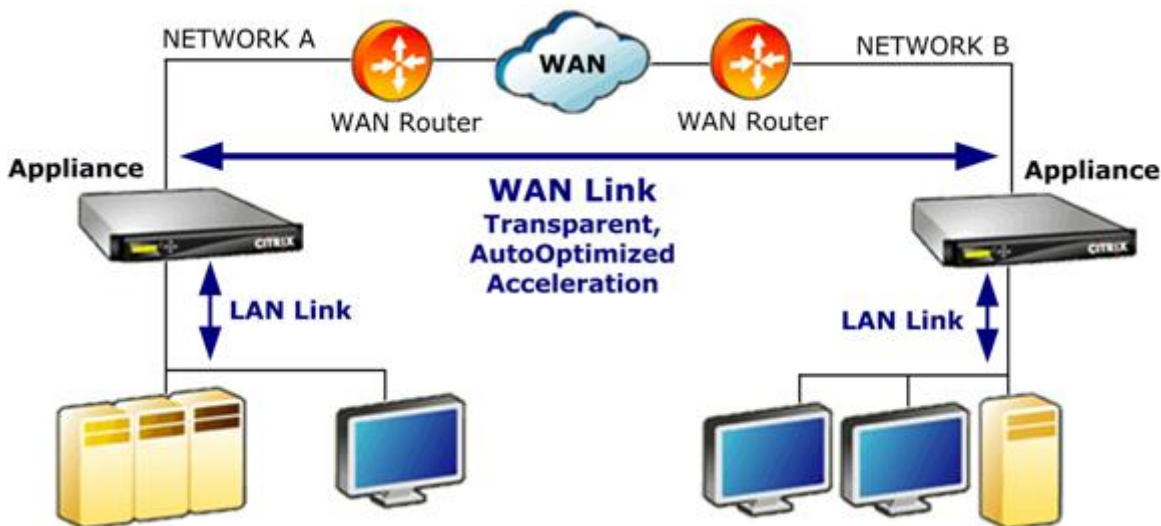 NETWORK A
WAN
NETWORK B
WAN Router
WAN Router
Appliance
Appliance
WAN Link
Transparent,
AutoOptimized
Acceleration
CITRIX
CITRIX
LAN Link
LAN Link